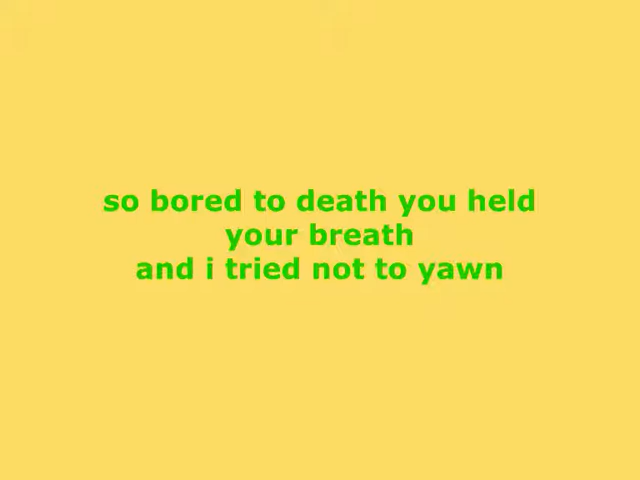 so bored to death you held
your breath
and i tried not to yawn